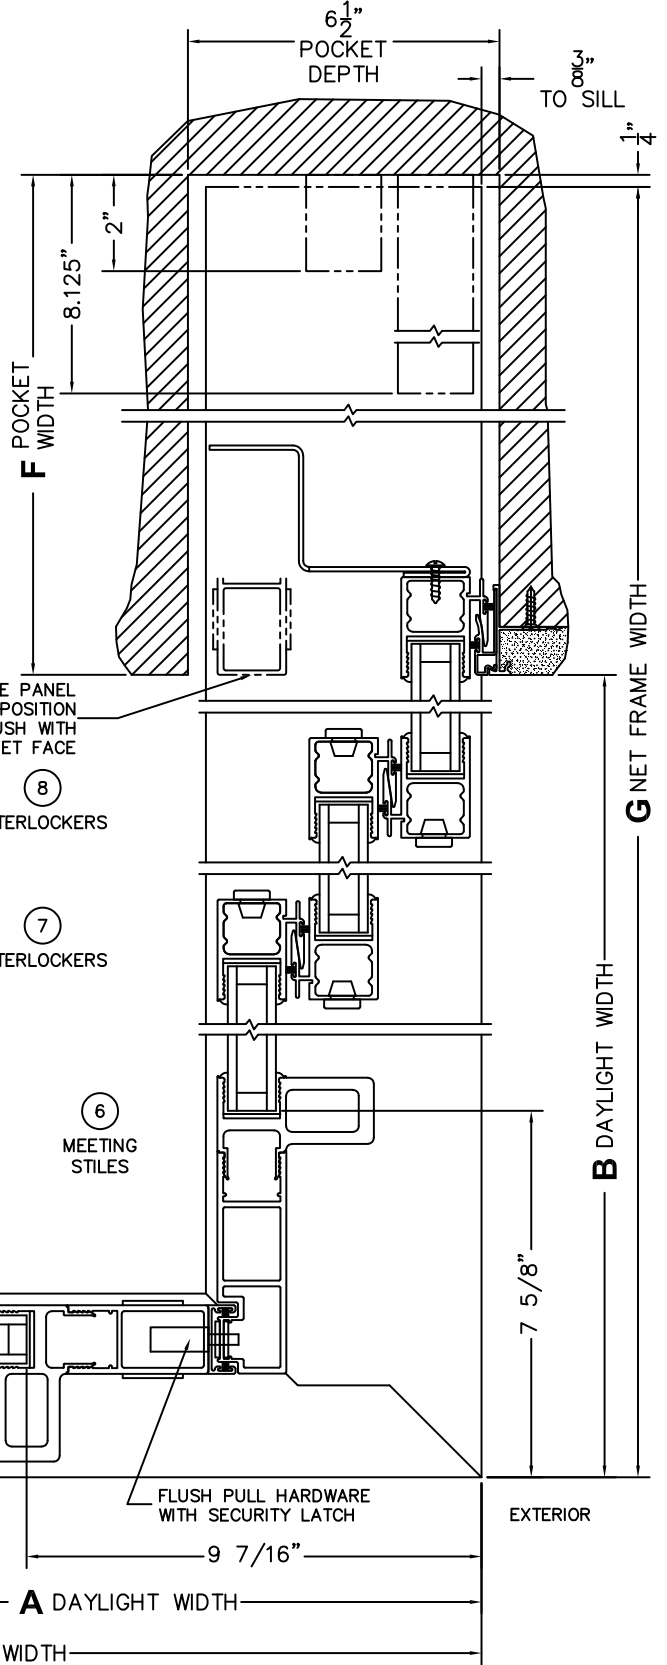 6 1/2"
POCKET
DEPTH
3/8"
TO SILL
1/4"
2"
8.125"
F POCKET
WIDTH
G NET FRAME WIDTH
E PANEL
POSITION
USH WITH
ET FACE
8
TERLOCKERS
7
TERLOCKERS
B DAYLIGHT WIDTH
6
MEETING
STILES
7 5/8"
FLUSH PULL HARDWARE
WITH SECURITY LATCH
EXTERIOR
9 7/16"
A DAYLIGHT WIDTH
WIDTH